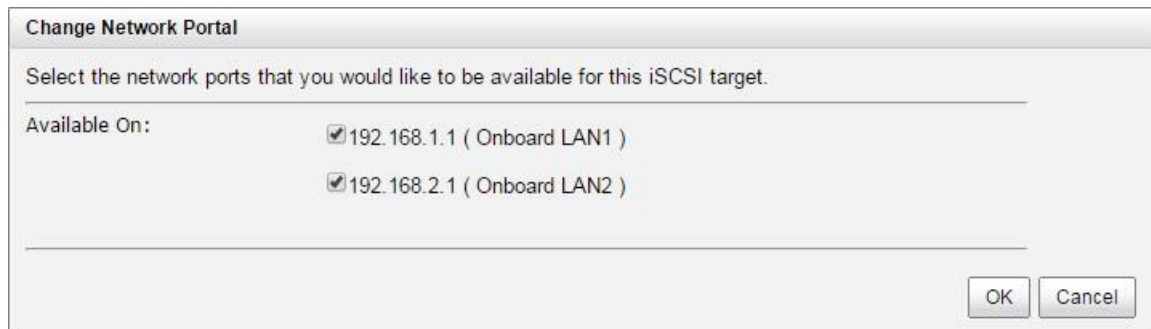 Change Network Portal
Select the network ports that you would like to be available for this iSCSI target.
Available On: 192.168.1.1 ( Onboard LAN1 )
192.168.2.1 ( Onboard LAN2 )
OK Cancel